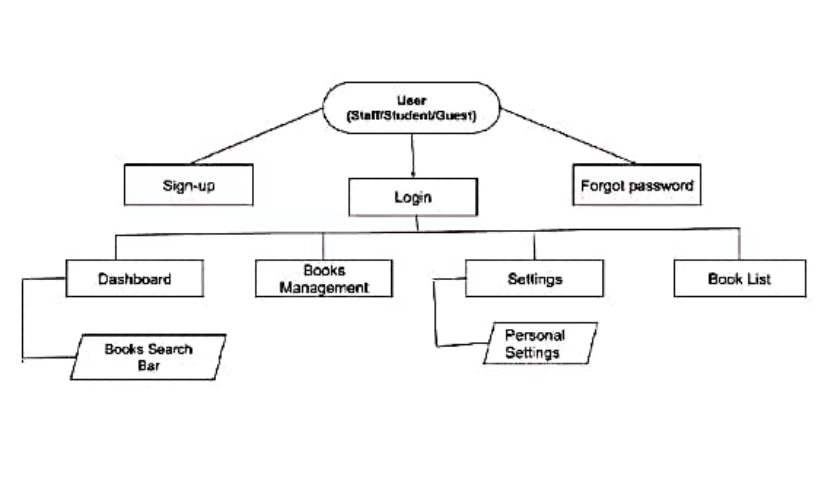 User
(Staff/Student/Guest)
Sign-up
Login
Forgot password
Dashboard
Books
Management
Settings
Book List
Books Search
Bar
Personal
Settings